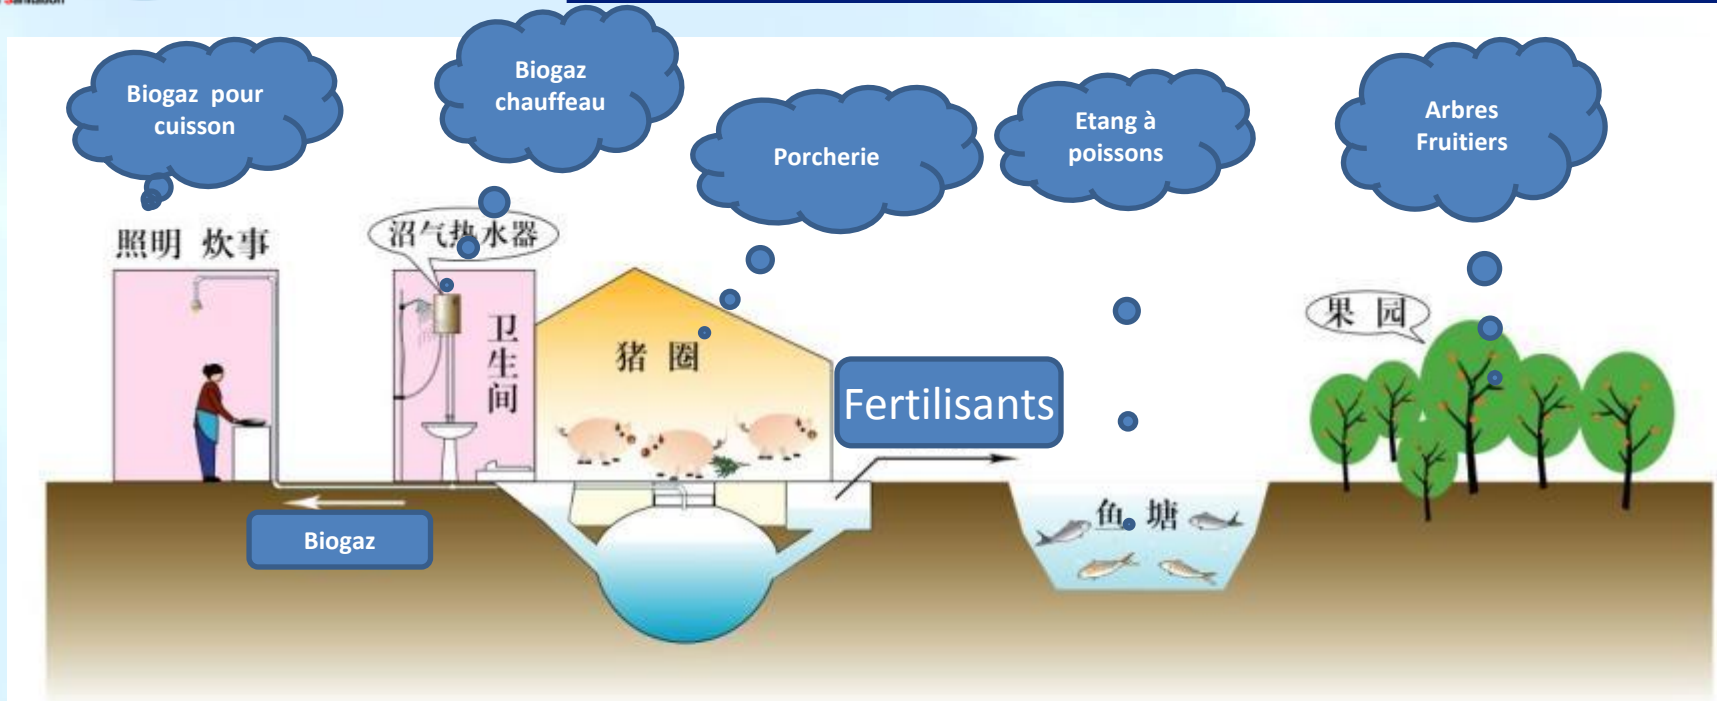 Sanitation
Biogaz pour
cuisson
Biogaz
chauffeau
Porcherie
Etang à
poissons
Arbres
Fruitiers
照明 炊事
沼气热水器
卫生间
猪 圈
Fertilisants
果 园
鱼 塘
Biogaz